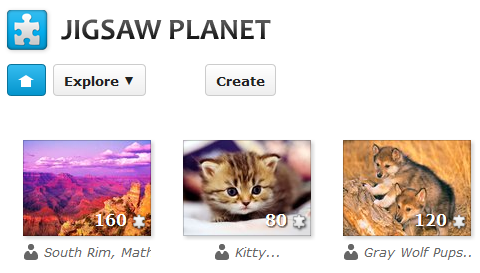 JIGSAW PLANET
Explore ▼ Create
160 80 120
South Rim, Math Kitty... Gray Wolf Pups..